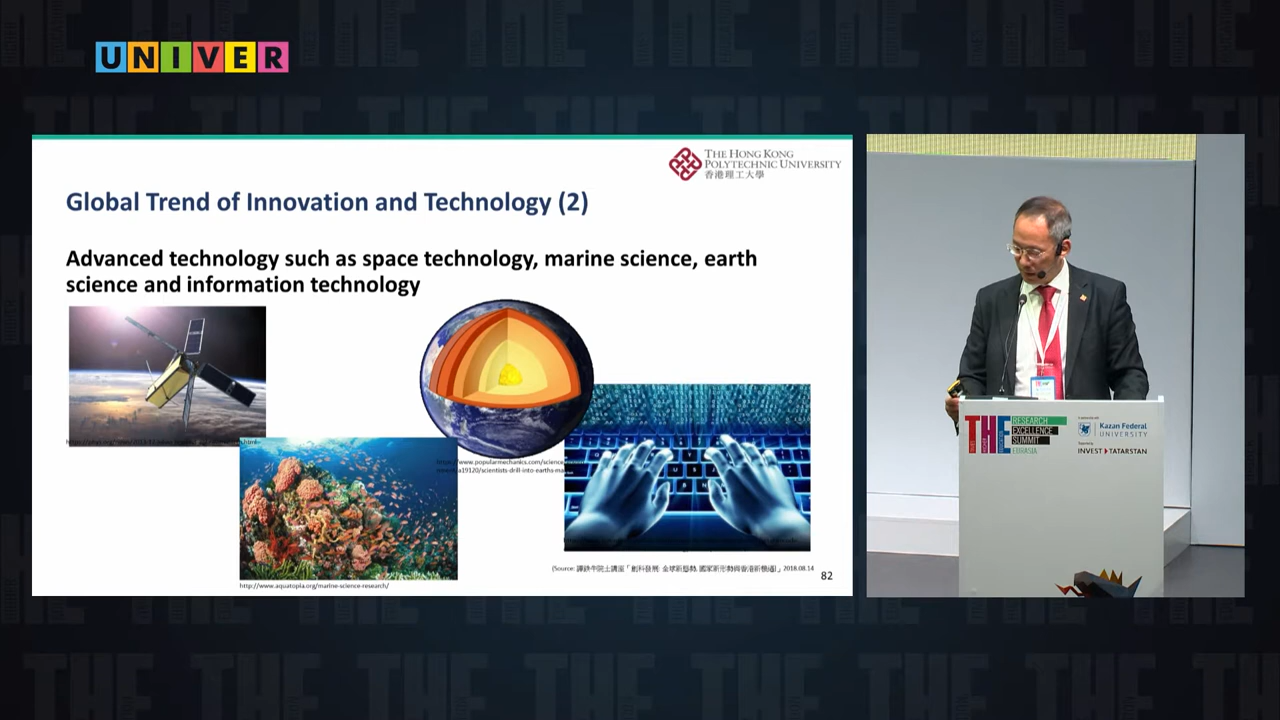 UNIVER
THE HONG KONG
POLYTECHNIC UNIVERSITY
香港理工大學
Global Trend of Innovation and Technology (2)
Advanced technology such as space technology, marine science, earth
science and information technology
https://www.popularmechanics.com/science
http://www.aquatopia.org/marine-science-research/
2018.08.14
82
THE
RESEARCH
EXCELLENCE
SUMMIT
EURASIA
Kazan Federal
UNIVERSITY
INVEST TATARSTAN